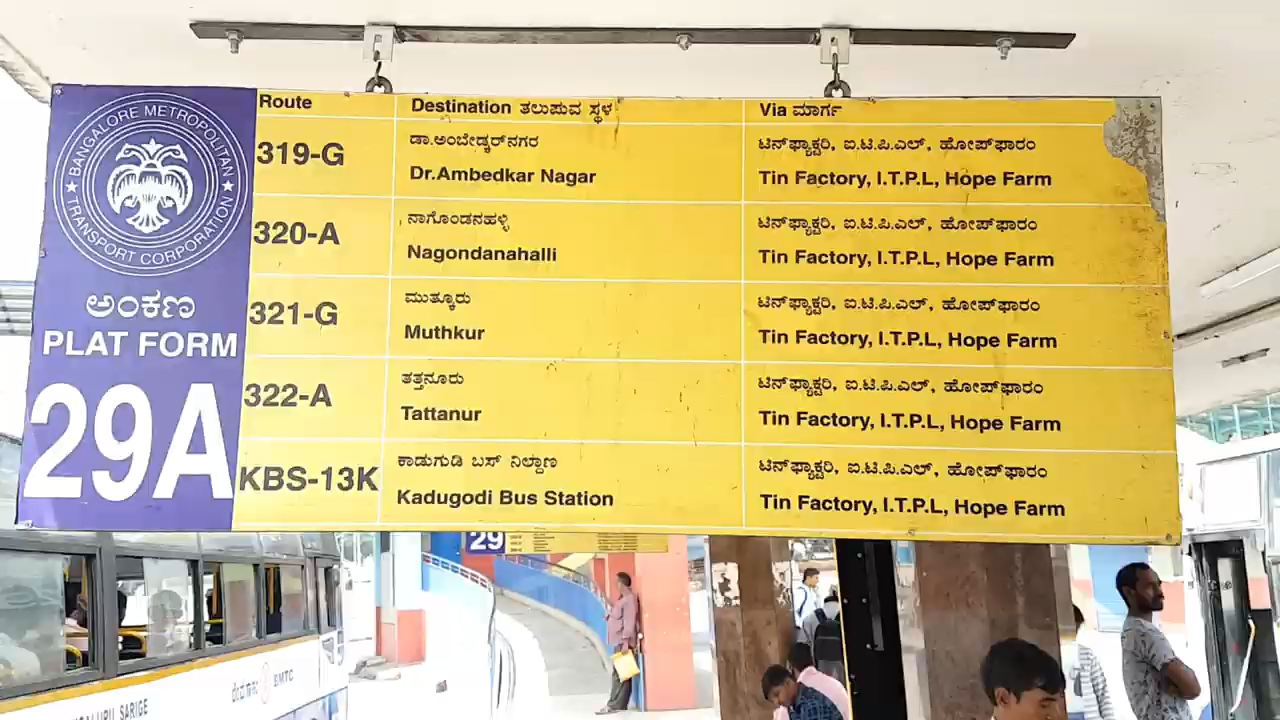 BANGALORE METROPOLITAN
TRANSPORT CORPORATION
ಅಂಕಣ
PLAT FORM
29A
Route Destination ತಲುಪುವ ಸ್ಥಳ Via ಮಾರ್ಗ
319-G ಡಾ.ಅಂಬೇಡ್ಕರ್‌ನಗರ ಟಿನ್‌ಫ್ಯಾಕ್ಟರಿ, ಐ.ಟಿ.ಪಿ.ಎಲ್, ಹೋಪ್‌ಫಾರಂ
Dr.Ambedkar Nagar Tin Factory, I.T.P.L, Hope Farm
320-A ನಾಗೊಂಡನಹಳ್ಳಿ ಟಿನ್‌ಫ್ಯಾಕ್ಟರಿ, ಐ.ಟಿ.ಪಿ.ಎಲ್, ಹೋಪ್‌ಫಾರಂ
Nagondanahalli Tin Factory, I.T.P.L, Hope Farm
321-G ಮುತ್ಕೂರು ಟಿನ್‌ಫ್ಯಾಕ್ಟರಿ, ಐ.ಟಿ.ಪಿ.ಎಲ್, ಹೋಪ್‌ಫಾರಂ
Muthkur Tin Factory, I.T.P.L, Hope Farm
322-A ತತ್ತನೂರು ಟಿನ್‌ಫ್ಯಾಕ್ಟರಿ, ಐ.ಟಿ.ಪಿ.ಎಲ್, ಹೋಪ್‌ಫಾರಂ
Tattanur Tin Factory, I.T.P.L, Hope Farm
KBS-13K ಕಾಡುಗುಡಿ ಬಸ್ ನಿಲ್ದಾಣ ಟಿನ್‌ಫ್ಯಾಕ್ಟರಿ, ಐ.ಟಿ.ಪಿ.ಎಲ್, ಹೋಪ್‌ಫಾರಂ
Kadugodi Bus Station Tin Factory, I.T.P.L, Hope Farm
29
BMTC
SARIGE